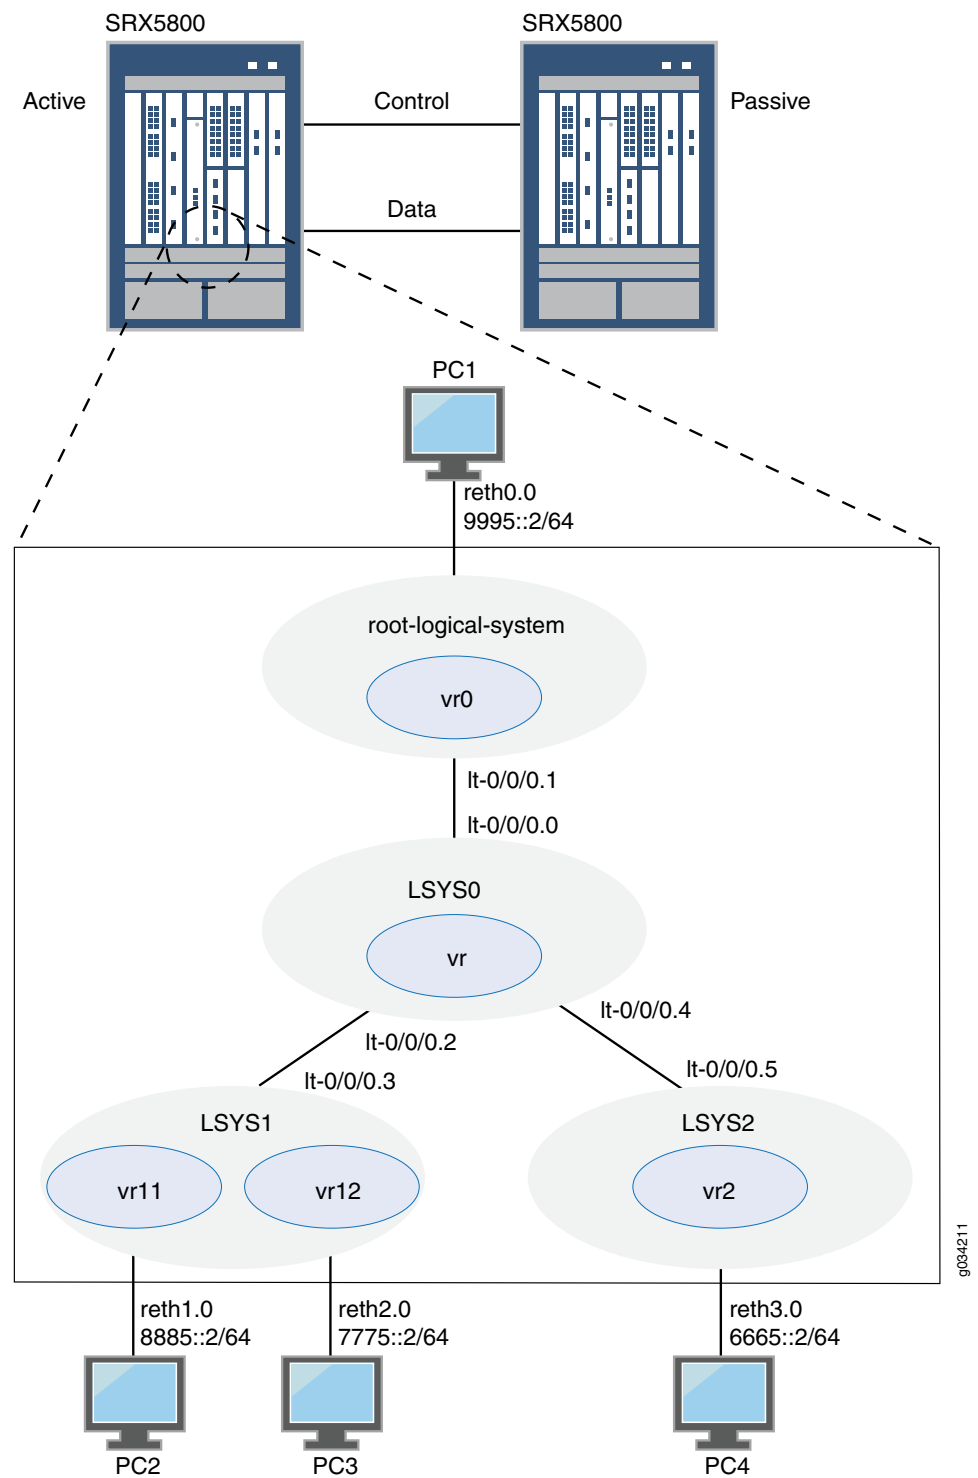 SRX5800
SRX5800
Active
Control
Passive
Data
PC1
reth0.0
9995::2/64
root-logical-system
vr0
lt-0/0/0.1
lt-0/0/0.0
LSYS0
vr
lt-0/0/0.4
lt-0/0/0.2
lt-0/0/0.5
lt-0/0/0.3
LSYS1
LSYS2
vr11
vr12
vr2
g034211
reth1.0
8885::2/64
reth2.0
7775::2/64
reth3.0
6665::2/64
PC2
PC3
PC4